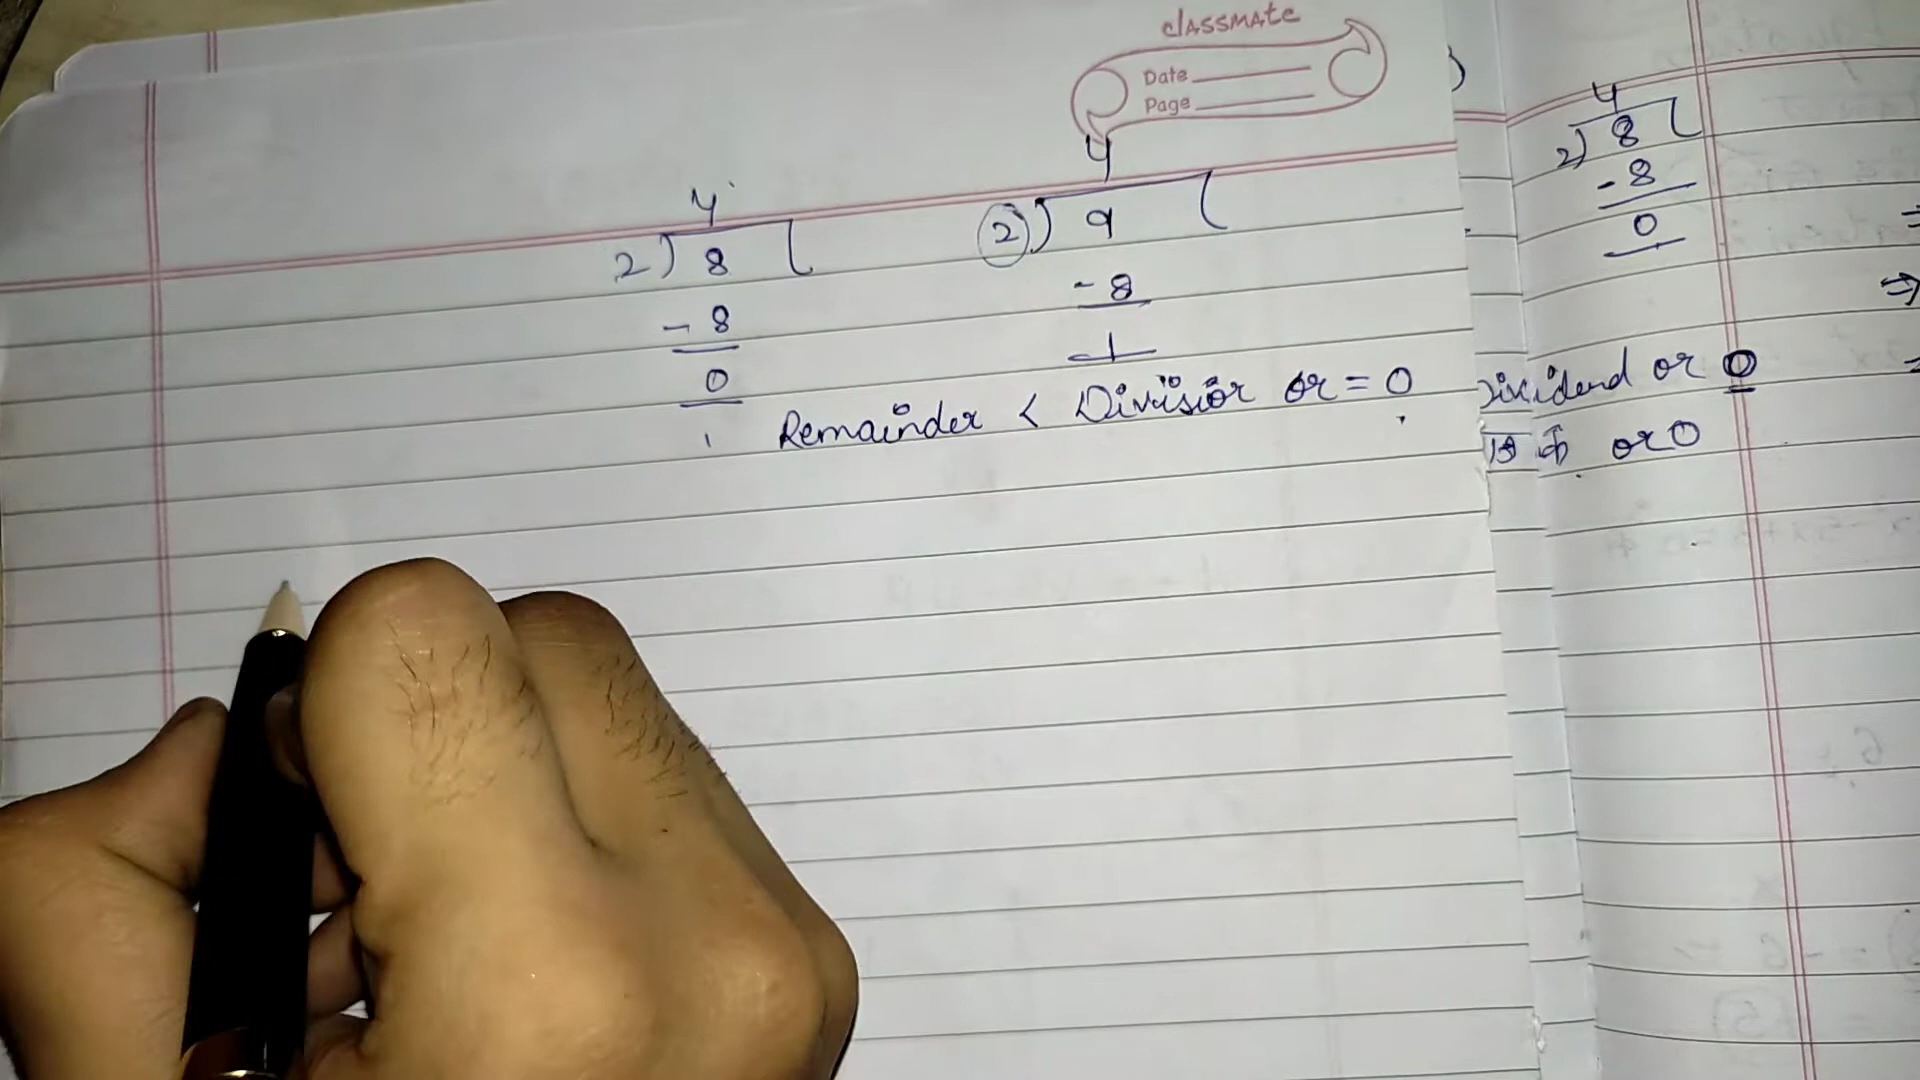 classmate
Date
Page
4
2) 8 (
- 8
0
4
2) 9 (
- 8
1
Remainder < Divisior or = 0
4
2) 8 (
- 8
0
Dividend or 0
or 0